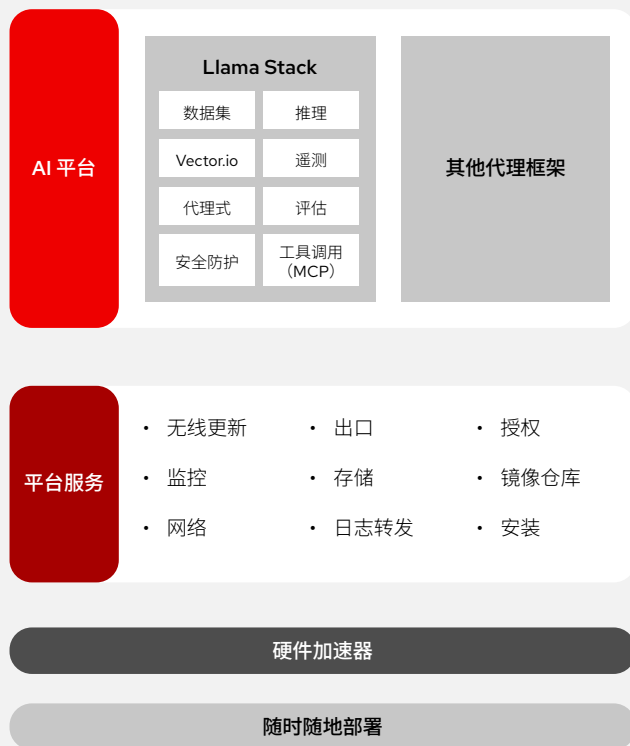 AI 平台
Llama Stack
数据集
推理
Vector.io
遥测
代理式
评估
安全防护
工具调用
（MCP）
其他代理框架
平台服务
• 无线更新
• 出口
• 授权
• 监控
• 存储
• 镜像仓库
• 网络
• 日志转发
• 安装
硬件加速器
随时随地部署